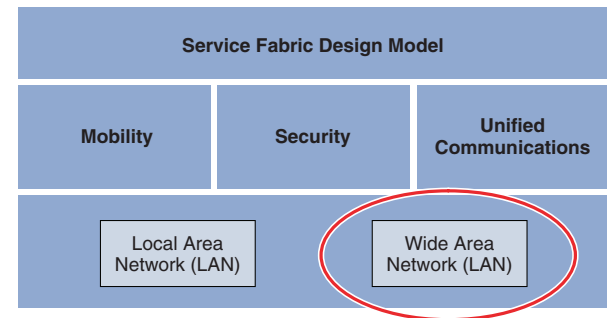 Service Fabric Design Model
Mobility
Security
Unified
Communications
Local Area
Network (LAN)
Wide Area
Network (LAN)